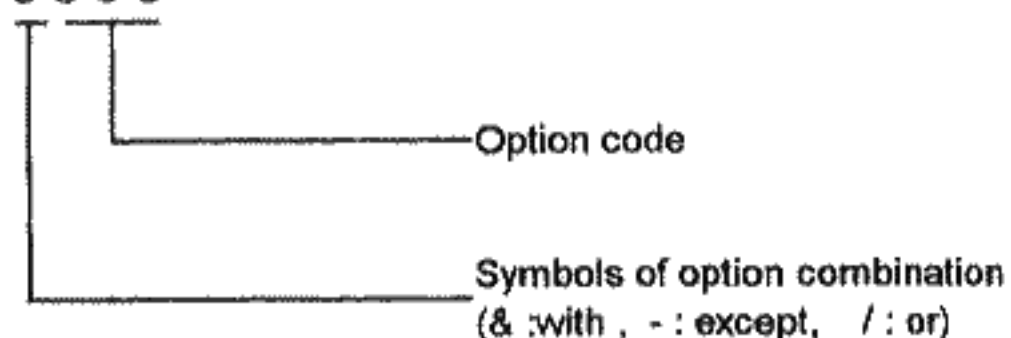 Option code
Symbols of option combination
(& :with , - : except, / : or)